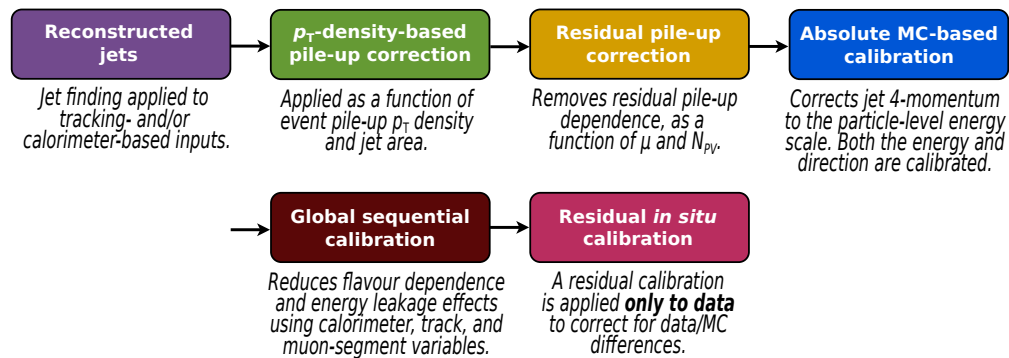 Reconstructed
jets
Jet finding applied to
tracking- and/or
calorimeter-based inputs.
pT-density-based
pile-up correction
Applied as a function of
event pile-up pT density
and jet area.
Residual pile-up
correction
Removes residual pile-up
dependence, as a
function of μ and NPV.
Absolute MC-based
calibration
Corrects jet 4-momentum
to the particle-level energy
scale. Both the energy and
direction are calibrated.
Global sequential
calibration
Reduces flavour dependence
and energy leakage effects
using calorimeter, track, and
muon-segment variables.
Residual in situ
calibration
A residual calibration
is applied only to data
to correct for data/MC
differences.